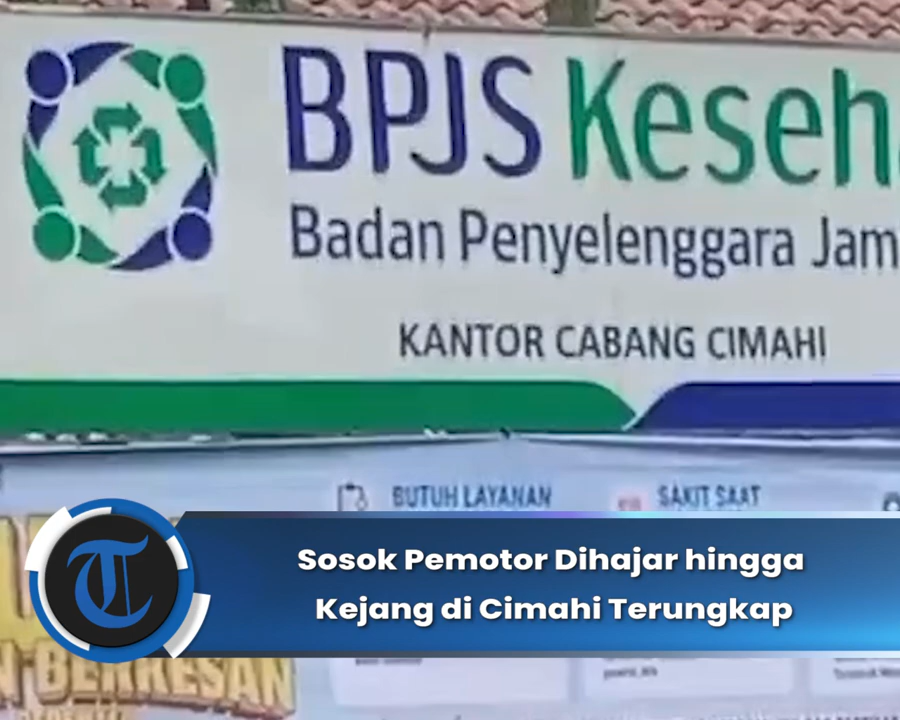 BPJS Keseh
Badan Penyelenggara Jam
KANTOR CABANG CIMAHI
BUTUH LAYANAN
SAKIT SAAT
Sosok Pemotor Dihajar hingga
Kejang di Cimahi Terungkap
T
N BERKESAN